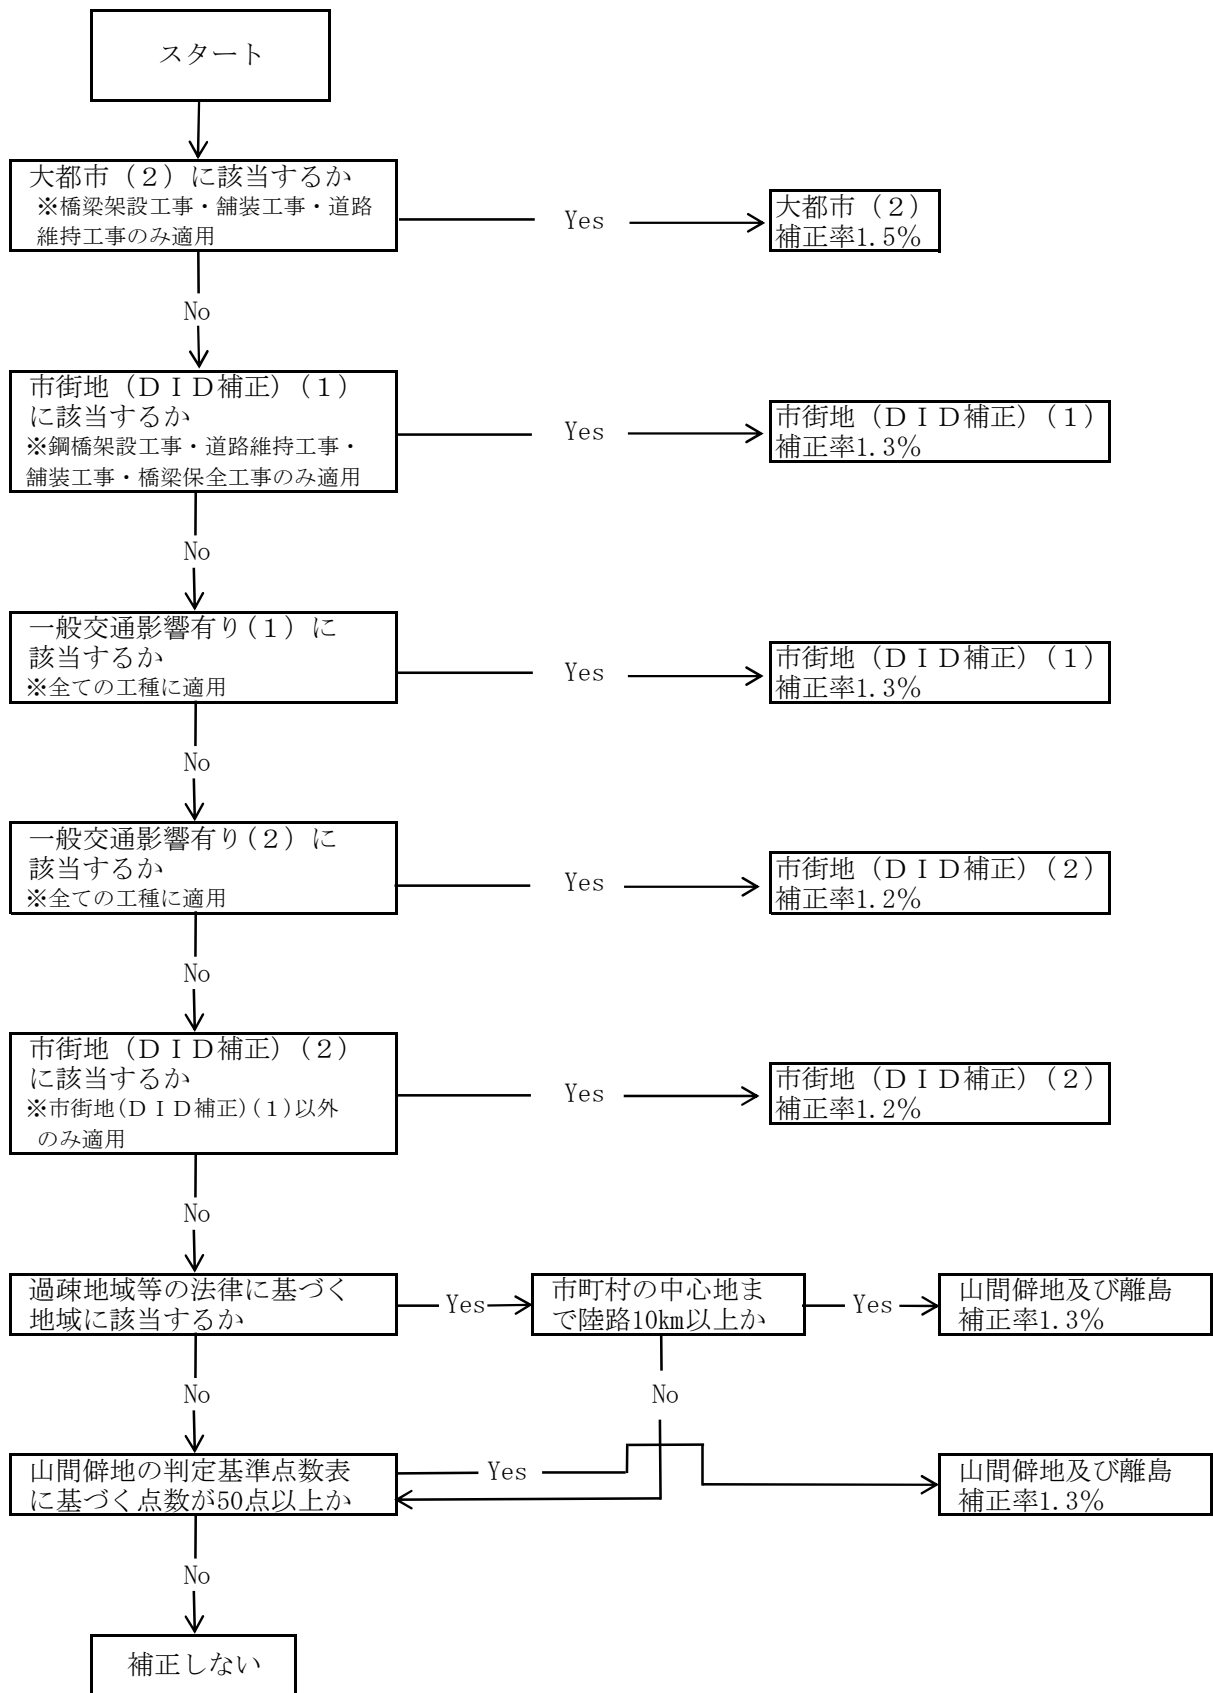 スタート
大都市（２）に該当するか
※橋梁架設工事・舗装工事・道路
維持工事のみ適用
Yes
大都市（２）
補正率1.5％
No
市街地（ＤＩＤ補正）（１）
に該当するか
※鋼橋架設工事・道路維持工事・
舗装工事・橋梁保全工事のみ適用
Yes
市街地（ＤＩＤ補正）（１）
補正率1.3％
No
一般交通影響有り(１）に
該当するか
※全ての工種に適用
Yes
市街地（ＤＩＤ補正）（１）
補正率1.3％
No
一般交通影響有り(２）に
該当するか
※全ての工種に適用
Yes
市街地（ＤＩＤ補正）（２）
補正率1.2％
No
市街地（ＤＩＤ補正）（２）
に該当するか
※市街地(ＤＩＤ補正)(１)以外
のみ適用
Yes
市街地（ＤＩＤ補正）（２）
補正率1.2％
No
過疎地域等の法律に基づく
地域に該当するか
Yes
市町村の中心地ま
で陸路10㎞以上か
Yes
山間僻地及び離島
補正率1.3％
No
No
山間僻地の判定基準点数表
に基づく点数が50点以上か
Yes
山間僻地及び離島
補正率1.3％
No
補正しない